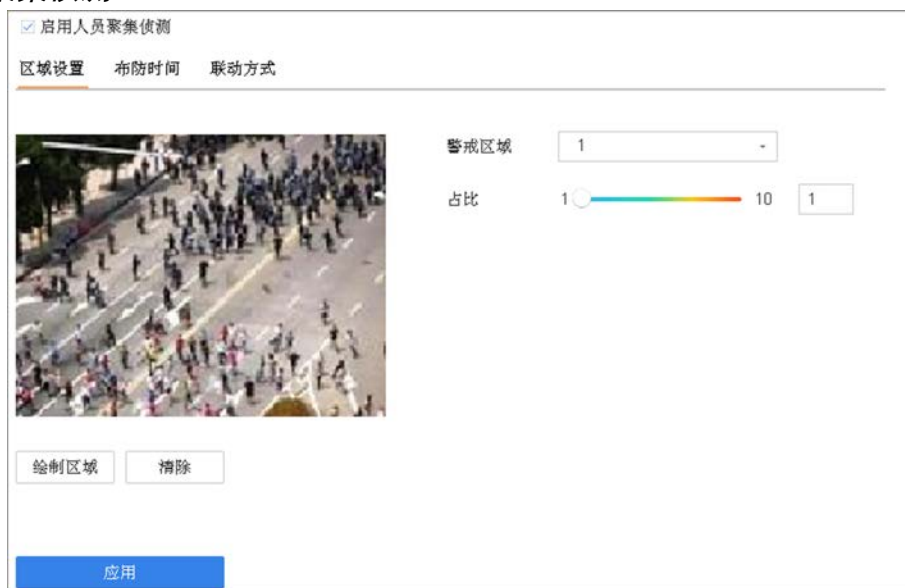 启用人员聚集侦测
区域设置 布防时间 联动方式
警戒区域 1
占比 1 10 1
绘制区域 清除
应用